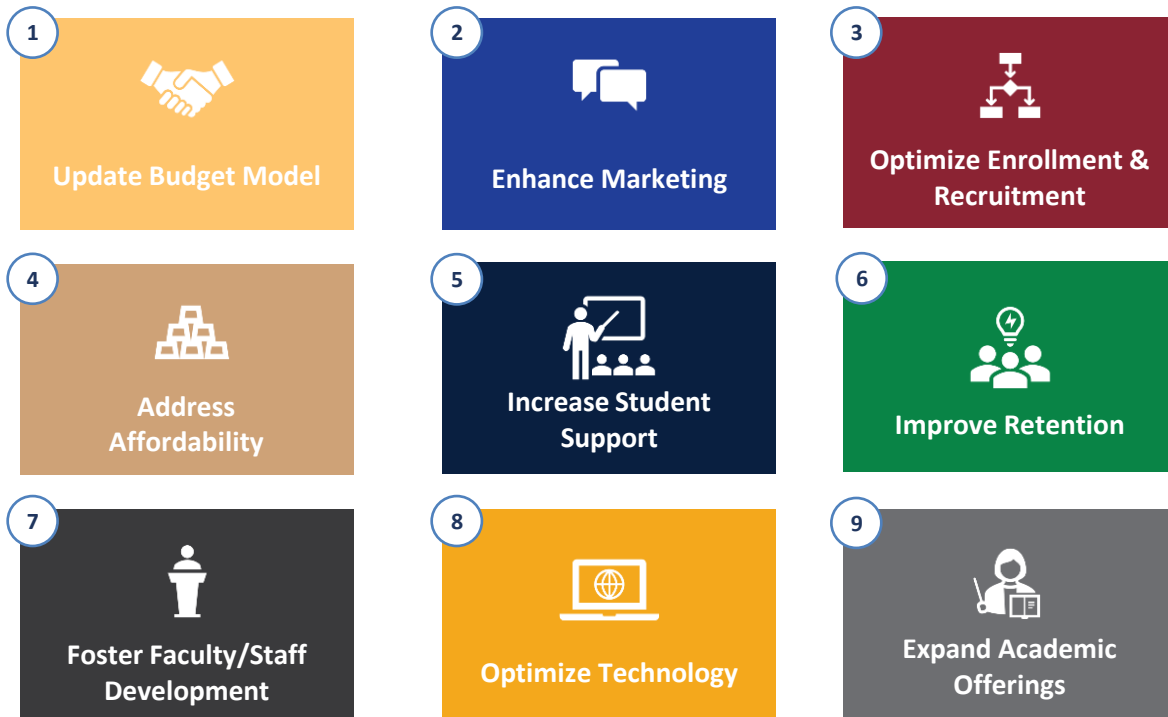 1
Update Budget Model
2
Enhance Marketing
3
Optimize Enrollment &
Recruitment
4
Address
Affordability
5
Increase Student
Support
6
Improve Retention
7
Foster Faculty/Staff
Development
8
Optimize Technology
9
Expand Academic
Offerings